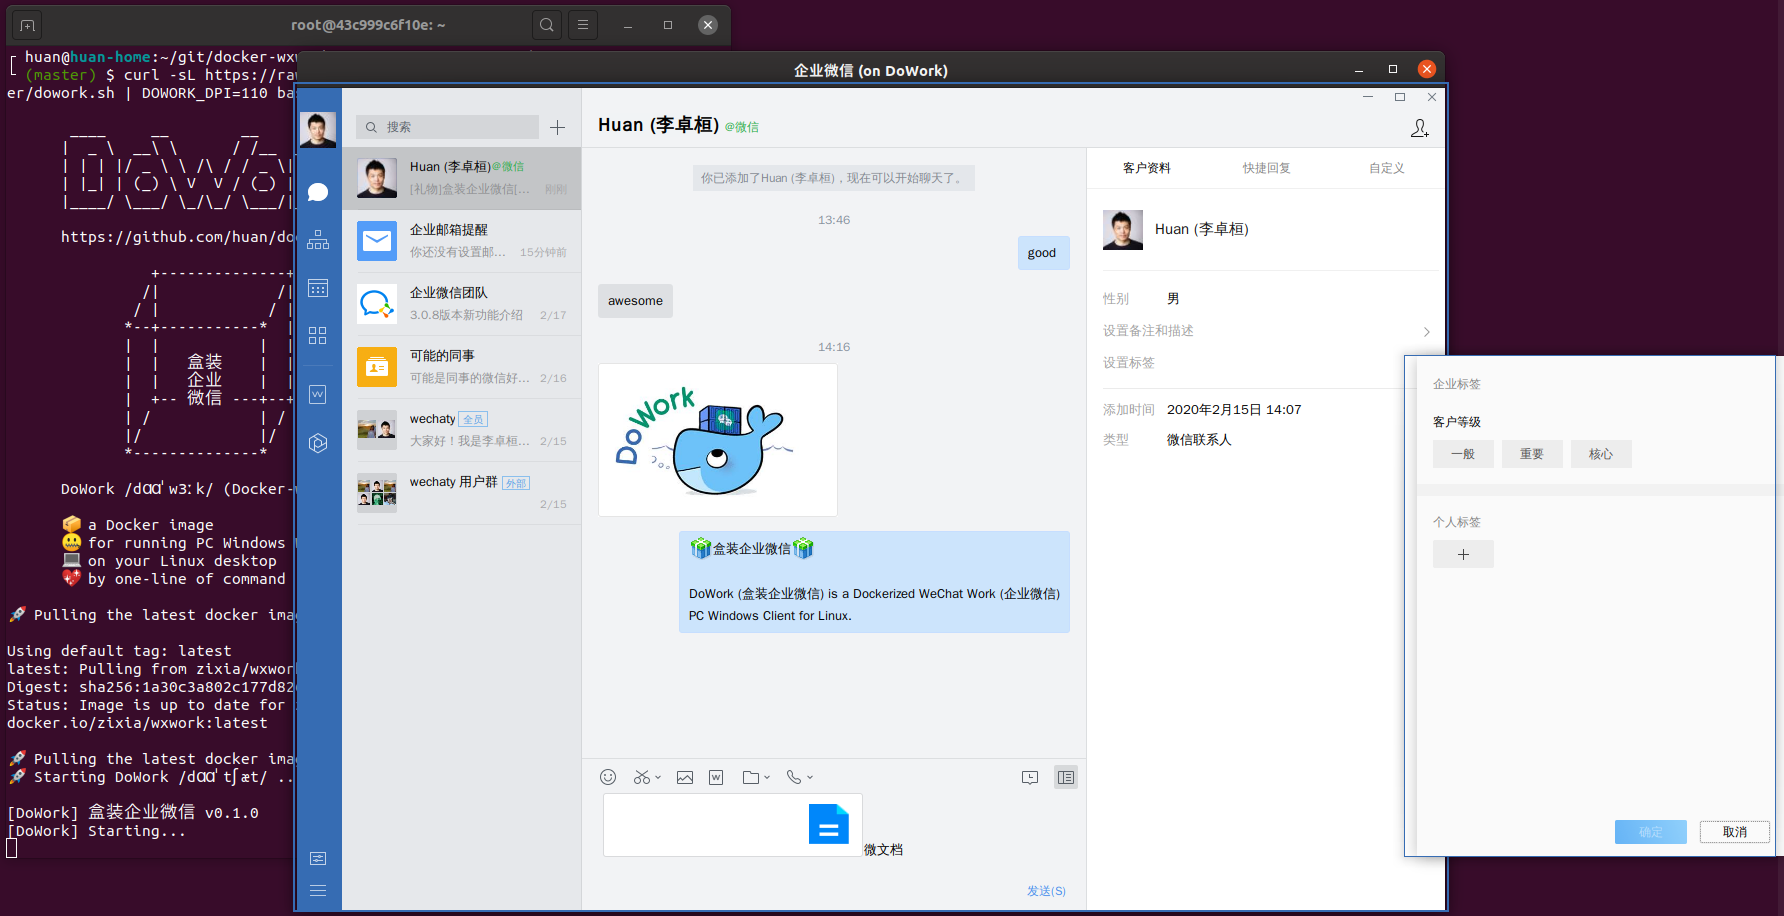 root@43c999c6f10e: ~
huan@huan-home:~/git/docker-wxw
(master) $ curl -sL https://raw
er/dowork.sh | DOWORK_DPI=110 bas
https://github.com/huan/do
盒装
企业
微信
DoWork /dɑɑˈwɜːk/ (Docker-w
📦 a Docker image
🤐 for running PC Windows W
💻 on your Linux desktop
💖 by one-line of command
🚀 Pulling the latest docker imag
Using default tag: latest
latest: Pulling from zixia/wxwork
Digest: sha256:1a30c3a802c177d82
Status: Image is up to date for z
docker.io/zixia/wxwork:latest
🚀 Pulling the latest docker imag
🚀 Starting DoWork /dɑɑˈtʃæt/ ..
[DoWork] 盒装企业微信 v0.1.0
[DoWork] Starting...
企业微信 (on DoWork)
搜索
Huan (李卓桓)@微信
[礼物]盒装企业微信[... 刚刚
企业邮箱提醒
你还没有设置邮... 15分钟前
企业微信团队
3.0.8版本新功能介绍 2/17
可能的同事
可能是同事的微信好... 2/16
wechaty 全员
大家好！我是李卓桓... 2/15
wechaty 用户群 外部
2/15
Huan (李卓桓) @微信
你已添加了Huan (李卓桓)，现在可以开始聊天了。
13:46
good
awesome
14:16
DoWork
盒装企业微信
DoWork (盒装企业微信) is a Dockerized WeChat Work (企业微信)
PC Windows Client for Linux.
微文档
发送(S)
客户资料 快捷回复 自定义
Huan (李卓桓)
性别 男
设置备注和描述
设置标签
添加时间 2020年2月15日 14:07
类型 微信联系人
企业标签
客户等级
一般 重要 核心
个人标签
确定 取消